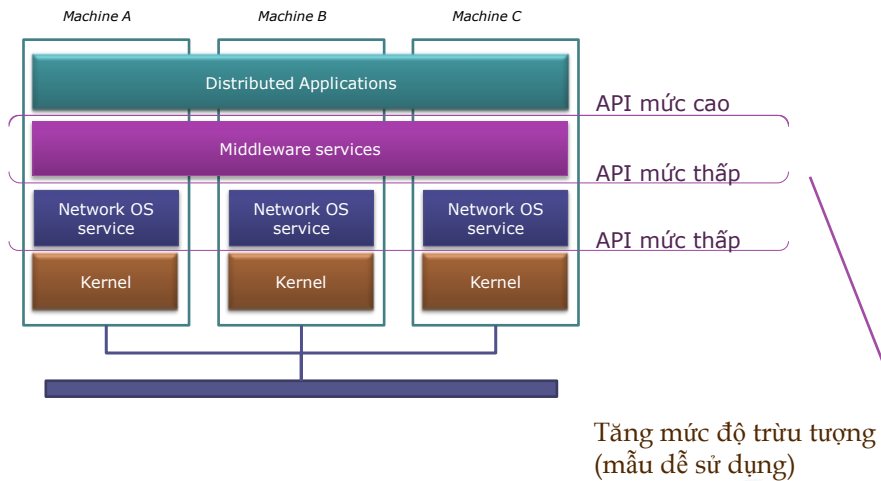 Machine A
Machine B
Machine C
Distributed Applications
API mức cao
Middleware services
API mức thấp
Network OS
service
Network OS
service
Network OS
service
API mức thấp
Kernel
Kernel
Kernel
Tăng mức độ trừu tượng
(mẫu dễ sử dụng)